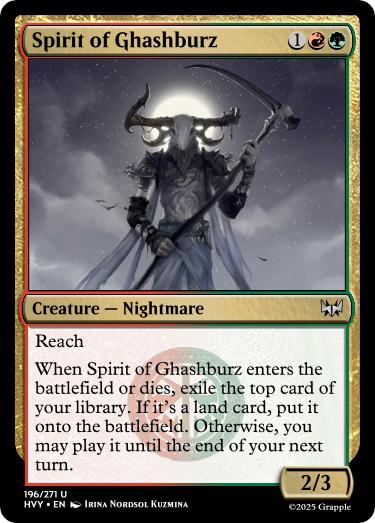 Spirit of Ghashburz 1
Creature — Nightmare
Reach
When Spirit of Ghashburz enters the
battlefield or dies, exile the top card of
your library. If it's a land card, put it
onto the battlefield. Otherwise, you
may play it until the end of your next
turn.
2/3
196/271 U
HVY • EN Irina Nordsol Kuzmina
©2025 Grapple